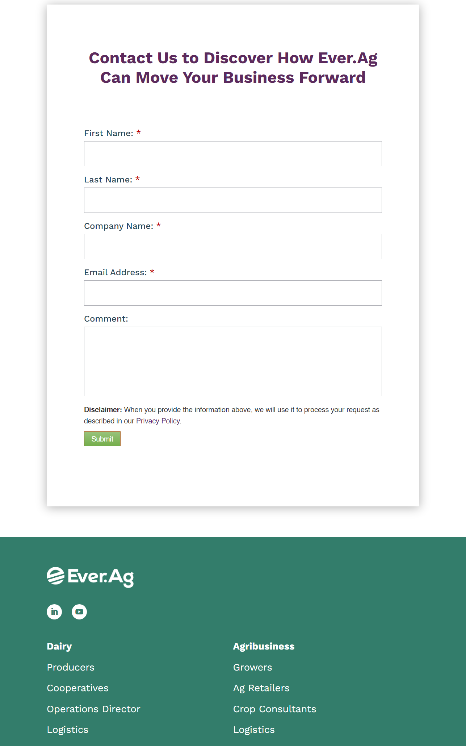 Contact Us to Discover How Ever.Ag
Can Move Your Business Forward
First Name: *
Last Name: *
Company Name: *
Email Address: *
Comment:
Disclaimer: When you provide the information above, we will use it to process your request as
described in our Privacy Policy.
Submit
Ever.Ag
in
Dairy
Agribusiness
Producers
Growers
Cooperatives
Ag Retailers
Operations Director
Crop Consultants
Logistics
Logistics